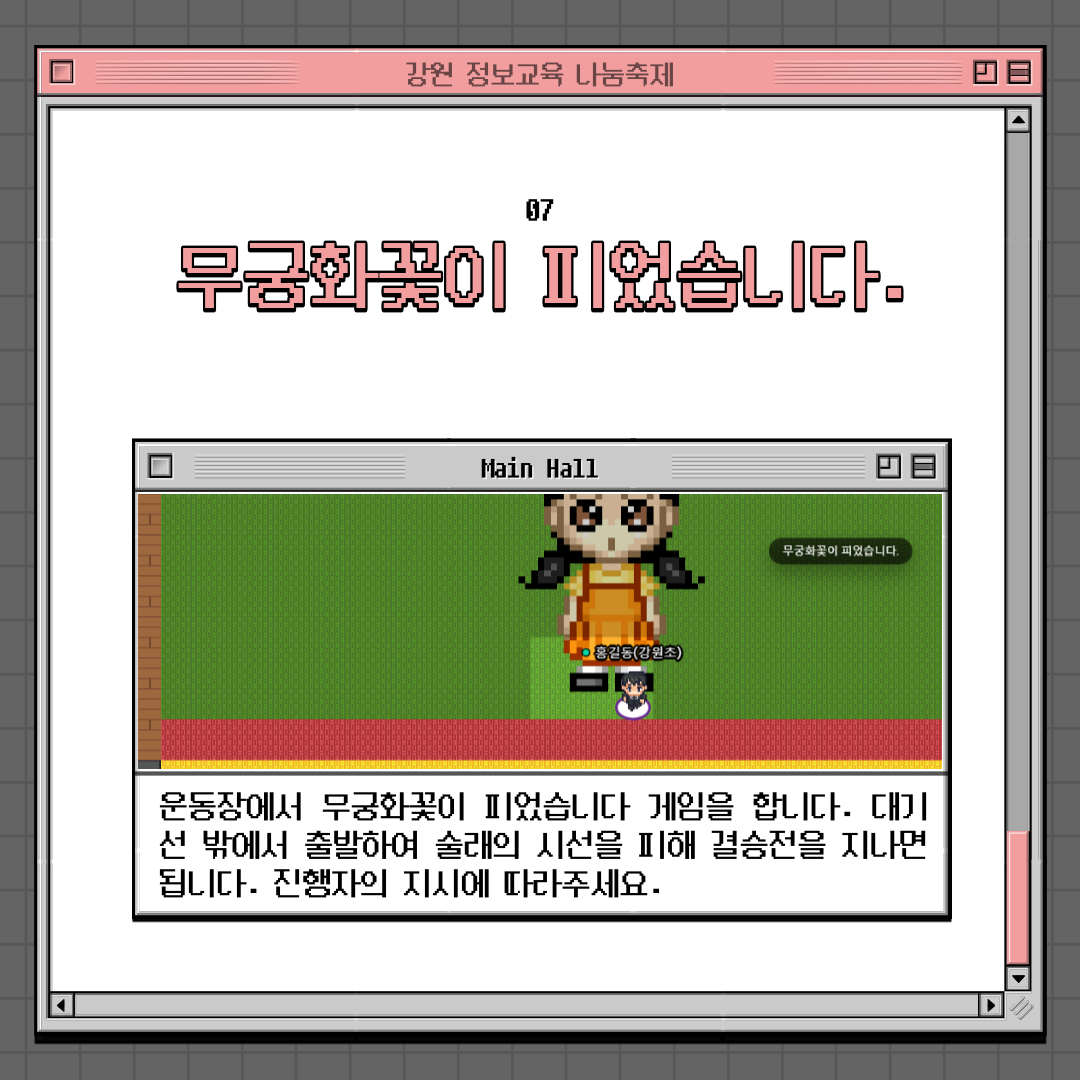 강원 정보교육 나눔축제
07
무궁화꽃이 피었습니다.
Main Hall
무궁화꽃이 피었습니다.
홍길동(강원초)
운동장에서 무궁화꽃이 피었습니다 게임을 합니다. 대기
선 밖에서 출발하여 술래의 시선을 피해 결승전을 지나면
됩니다. 진행자의 지시에 따라주세요.